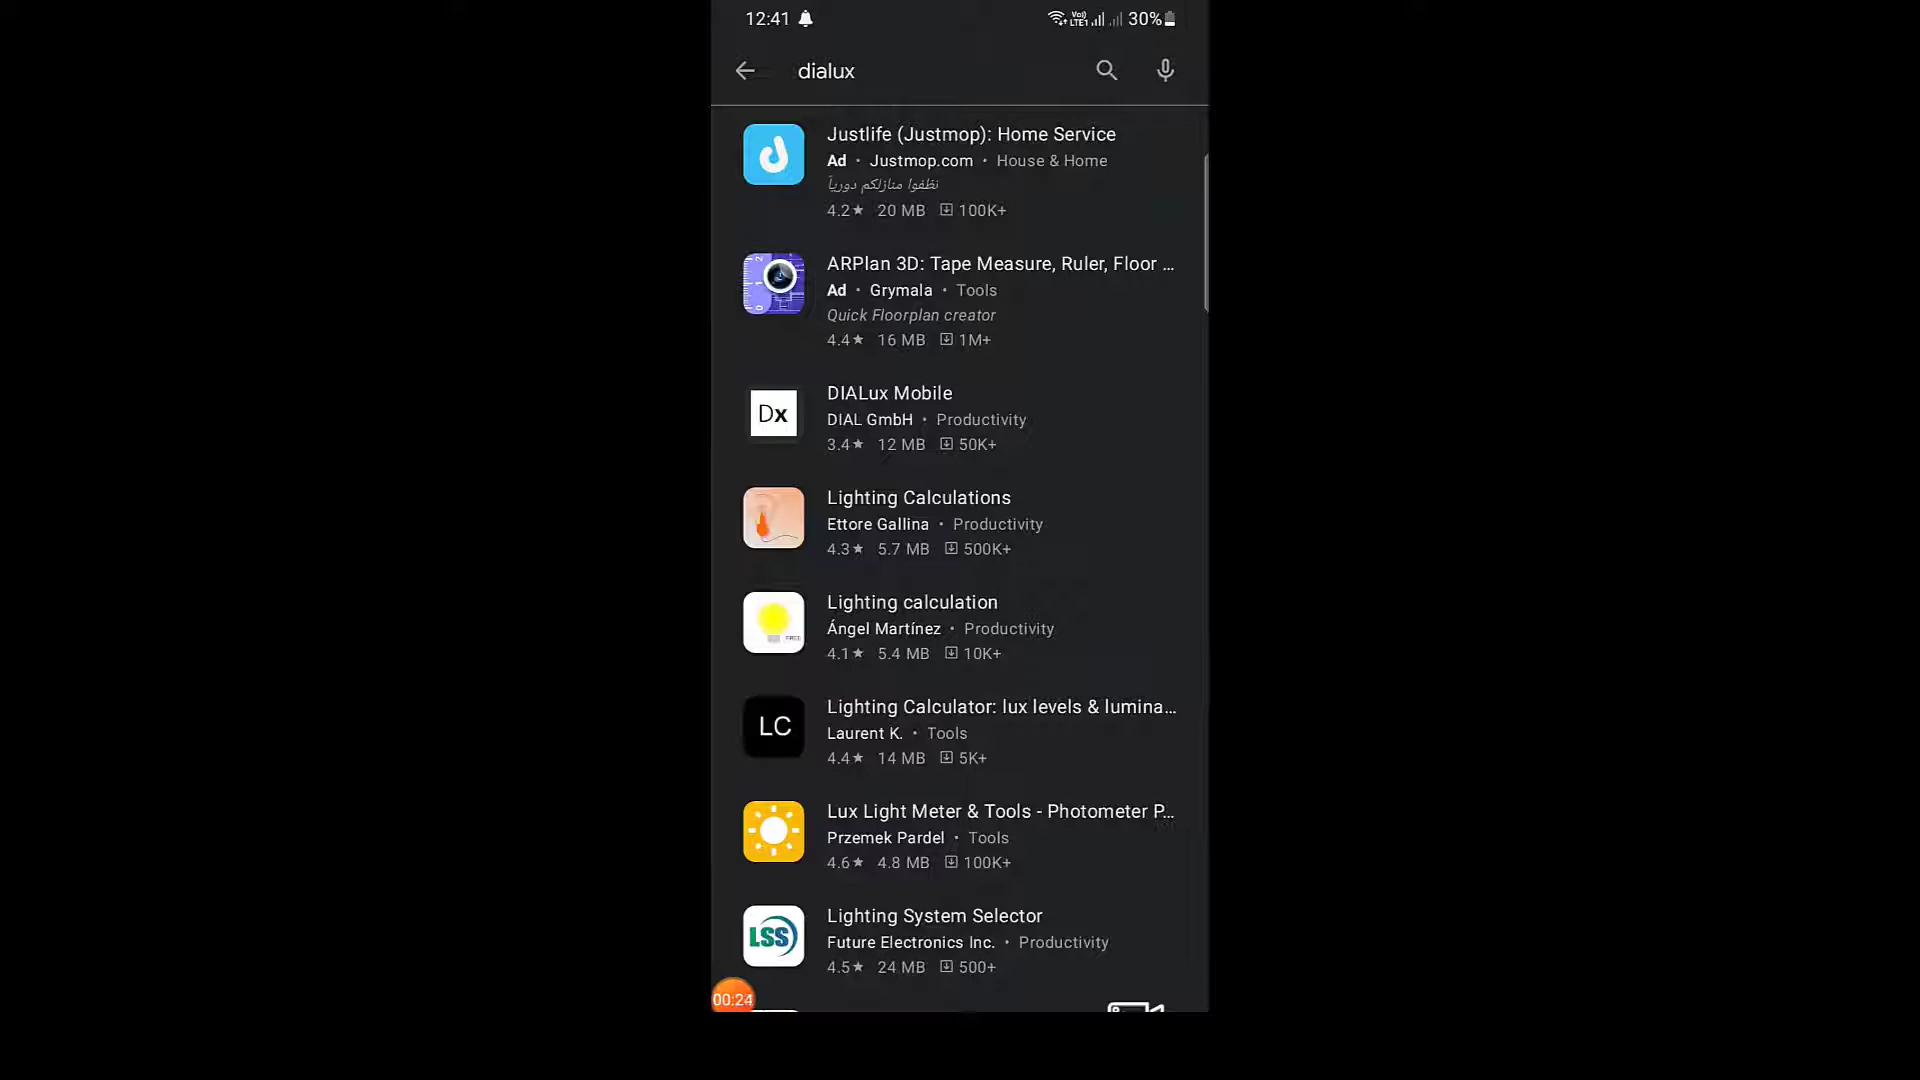 12:41 30%
dialux
Justlife (Justmop): Home Service
Ad • Justmop.com • House & Home
نظفوا منازلكم دورياً
4.2★ 20 MB 100K+
ARPlan 3D: Tape Measure, Ruler, Floor ...
Ad • Grymala • Tools
Quick Floorplan creator
4.4★ 16 MB 1M+
Dx
DIALux Mobile
DIAL GmbH • Productivity
3.4★ 12 MB 50K+
Lighting Calculations
Ettore Gallina • Productivity
4.3★ 5.7 MB 500K+
FREE
Lighting calculation
Ángel Martínez • Productivity
4.1★ 5.4 MB 10K+
LC
Lighting Calculator: lux levels & lumina...
Laurent K. • Tools
4.4★ 14 MB 5K+
Lux Light Meter & Tools - Photometer P...
Przemek Pardel • Tools
4.6★ 4.8 MB 100K+
LSS
Lighting System Selector
Future Electronics Inc. • Productivity
4.5★ 24 MB 500+
00:24